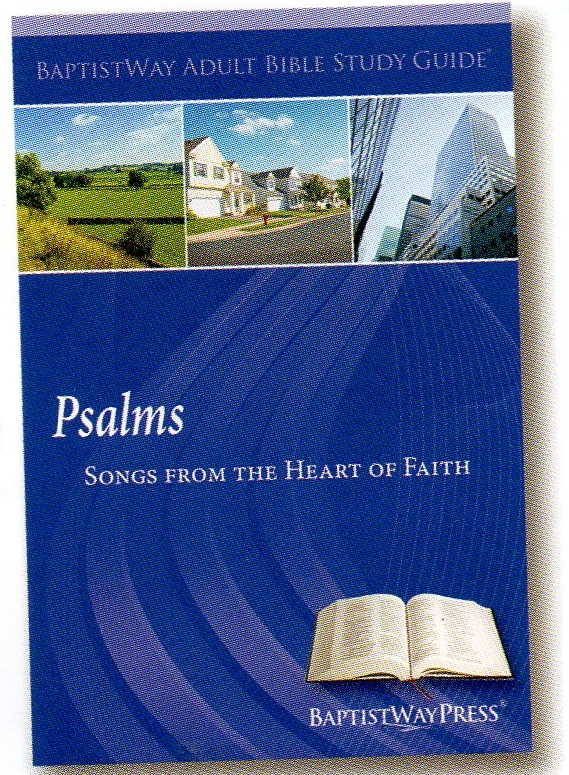 BAPTISTWAY ADULT BIBLE STUDY GUIDE®
Psalms
SONGS FROM THE HEART OF FAITH
BAPTISTWAYPRESS®